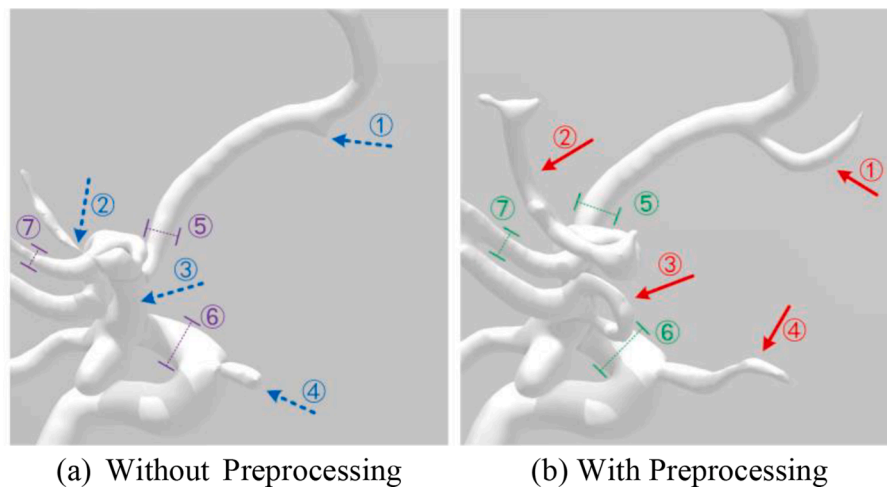 ① ② ⑦ ⑤ ③ ⑥ ④
② ① ⑤ ⑦ ③ ④ ⑥
(a) Without Preprocessing
(b) With Preprocessing